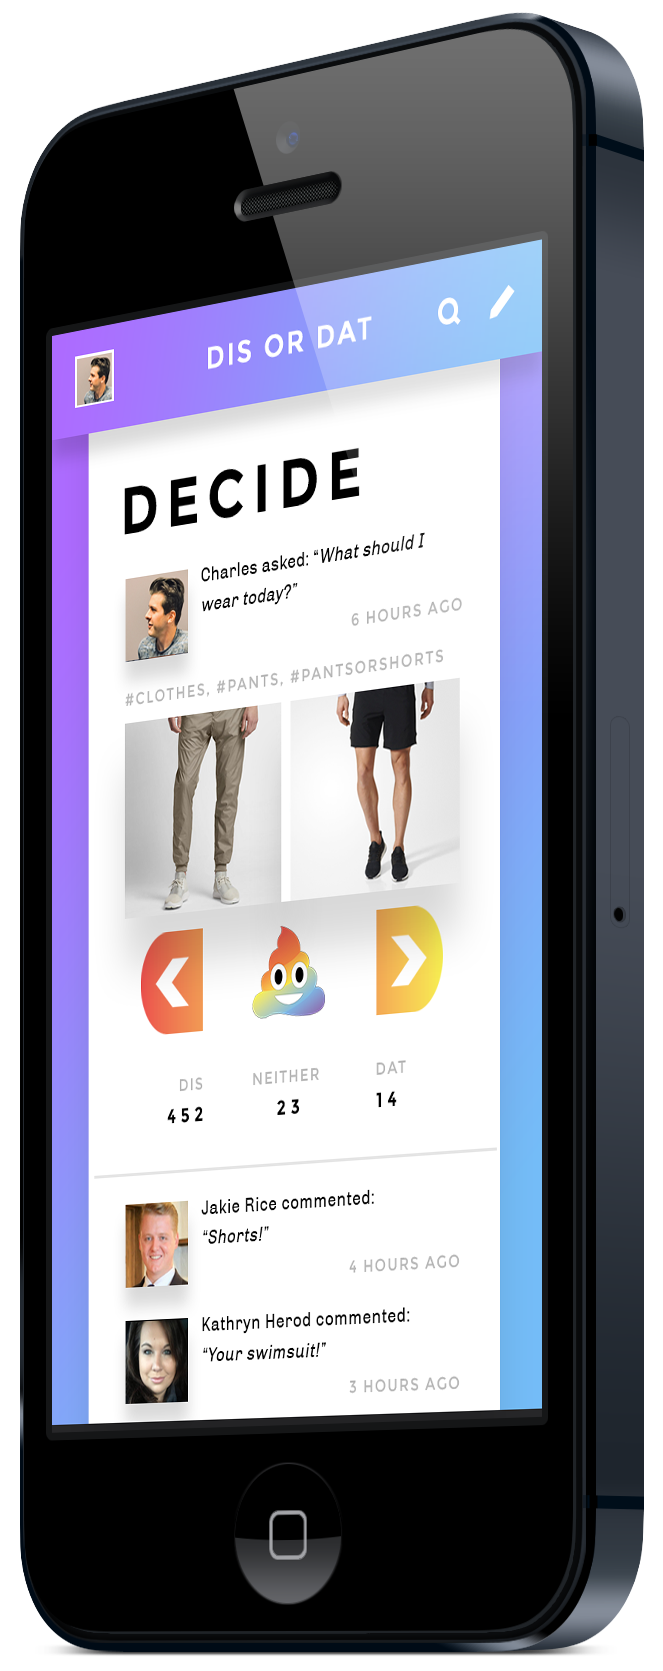 DIS OR DAT
DECIDE
Charles asked: “What should I
wear today?”
6 HOURS AGO
#CLOTHES, #PANTS, #PANTSORSHORTS
DIS NEITHER DAT
452 23 14
Jakie Rice commented:
“Shorts!”
4 HOURS AGO
Kathryn Herod commented:
“Your swimsuit!”
3 HOURS AGO